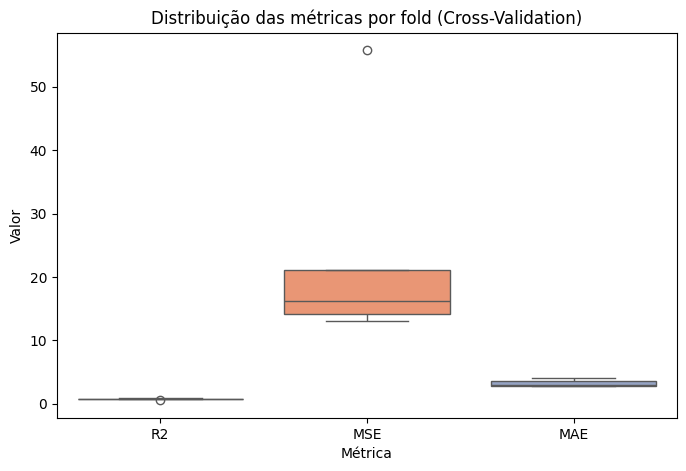 Distribuição das métricas por fold (Cross-Validation)
50
40
30
20
10
0
Valor
R2
MSE
MAE
Métrica